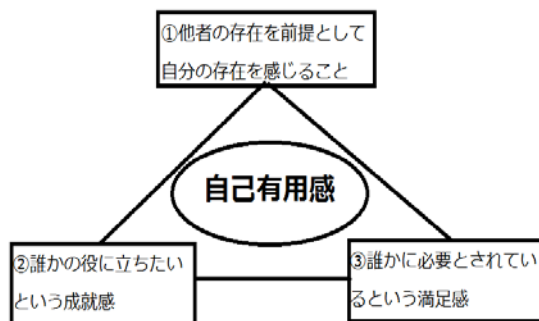 ①他者の存在を前提として
自分の存在を感じること
自己有用感
②誰かの役に立ちたい
という成就感
③誰かに必要とされてい
るという満足感